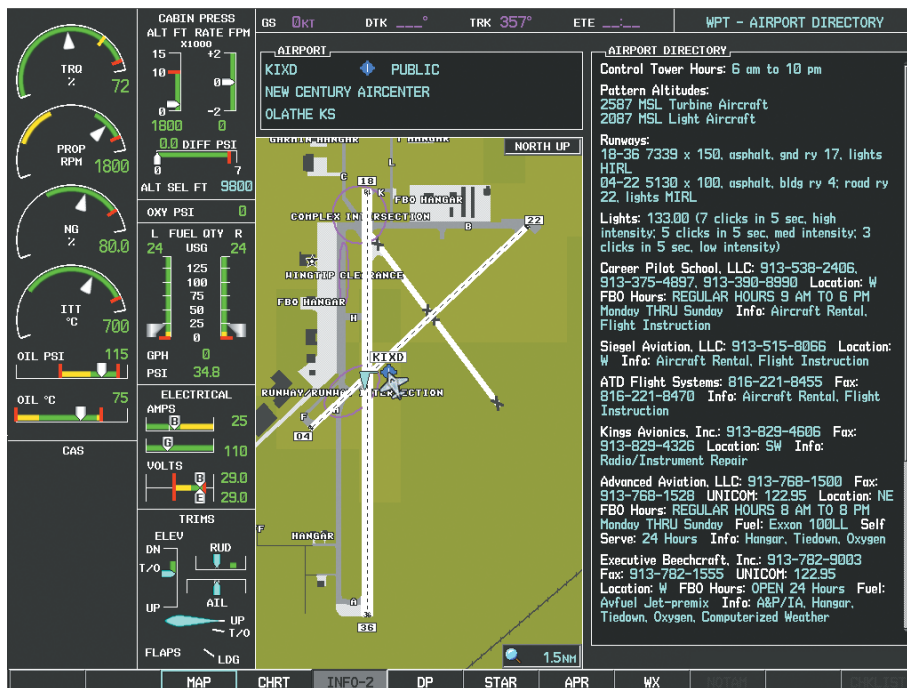 GS 0KT DTK ___° TRK 357° ETE __:__
WPT – AIRPORT DIRECTORY
TRQ
%
72
PROP
RPM
1800
NG
%
80.0
ITT
°C
700
OIL PSI 115
OIL °C 75
CAS
CABIN PRESS
ALT FT RATE FPM
X1000
15 +2
10 0
0 -2
1800 0
0.0 DIFF PSI
0 7
ALT SEL FT 9800
OXY PSI 0
L FUEL QTY R
24 USG 24
125
100
75
50
25
0
GPH 0
PSI 34.8
ELECTRICAL
AMPS
B 25
G 110
VOLTS
B 29.0
E 29.0
TRIMS
ELEV
DN
T/O
UP
RUD
AIL
UP
T/O
FLAPS
LDG
AIRPORT
KIXD PUBLIC
NEW CENTURY AIRCENTER
OLATHE KS
NORTH UP
HANGAR
L
C
18
K
FBO HANGAR
COMPLEX INTERSECTION
B
22
WINGTIP CLEARANCE
FBO HANGAR
H
KIXD
RUNWAY/RUNWAY INTERSECTION
F
04
F
HANGAR
A
36
1.5NM
AIRPORT DIRECTORY
Control Tower Hours: 6 am to 10 pm
Pattern Altitudes:
2587 MSL Turbine Aircraft
2087 MSL Light Aircraft
Runways:
18-36 7339 x 150, asphalt, gnd ry 17, lights
HIRL
04-22 5130 x 100, asphalt, bldg ry 4; road ry
22, lights MIRL
Lights: 133.00 (7 clicks in 5 sec, high
intensity; 5 clicks in 5 sec, med intensity; 3
clicks in 5 sec, low intensity)
Career Pilot School, LLC: 913-538-2406,
913-375-4897, 913-390-8990 Location: W
FBO Hours: REGULAR HOURS 9 AM TO 6 PM
Monday THRU Sunday Info: Aircraft Rental,
Flight Instruction
Siegel Aviation, LLC: 913-515-8066 Location:
W Info: Aircraft Rental, Flight Instruction
ATD Flight Systems: 816-221-8455 Fax:
816-221-8470 Info: Aircraft Rental, Flight
Instruction
Kings Avionics, Inc.: 913-829-4606 Fax:
913-829-4326 Location: SW Info:
Radio/Instrument Repair
Advanced Aviation, LLC: 913-768-1500 Fax:
913-768-1528 UNICOM: 122.95 Location: NE
FBO Hours: REGULAR HOURS 8 AM TO 8 PM
Monday THRU Sunday Fuel: Exxon 100LL Self
Serve: 24 Hours Info: Hangar, Tiedown, Oxygen
Executive Beechcraft, Inc.: 913-782-9003
Fax: 913-782-1555 UNICOM: 122.95
Location: W FBO Hours: OPEN 24 Hours Fuel:
Avfuel Jet-premix Info: A&P/IA, Hangar,
Tiedown, Oxygen, Computerized Weather
MAP CHRT INFO-2 DP STAR APR WX NOTAM CHKLIST